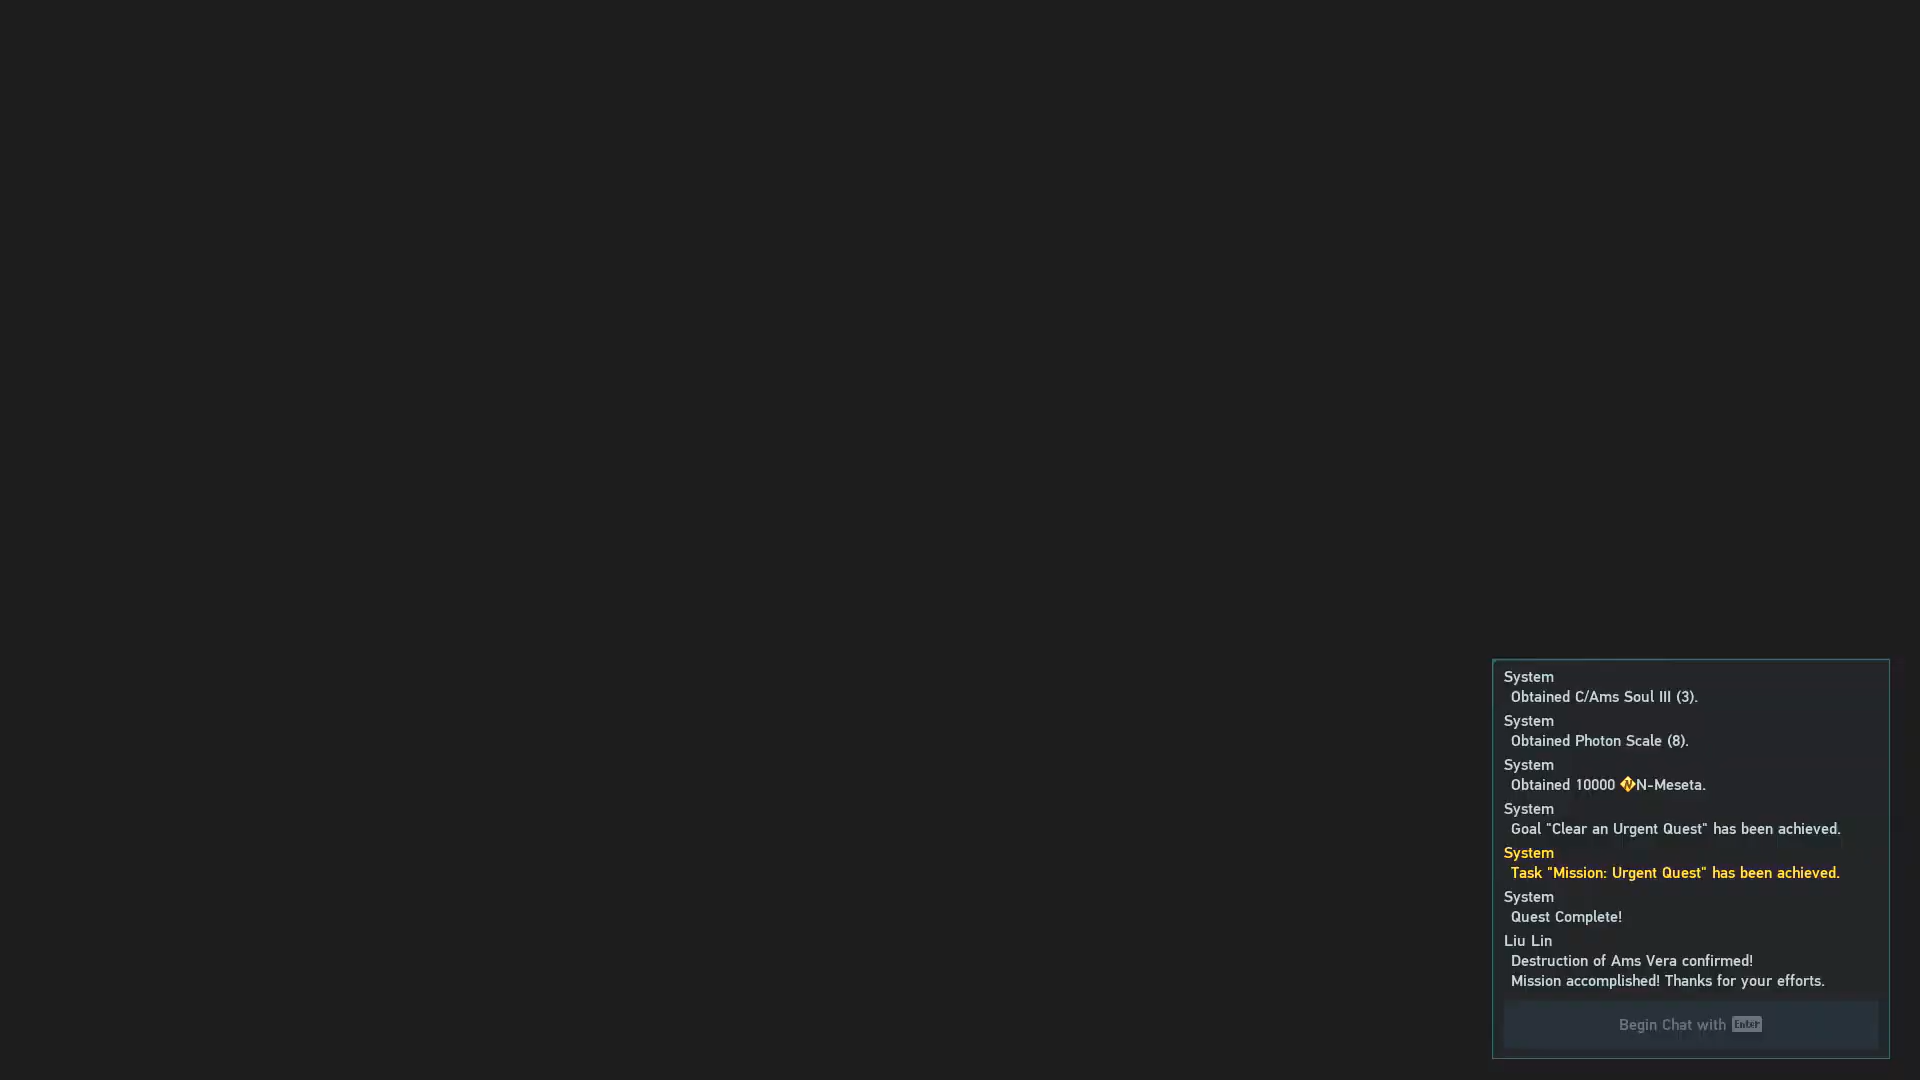 System
Obtained C/Ams Soul III (3).
System
Obtained Photon Scale (8).
System
Obtained 10000 N-Meseta.
System
Goal "Clear an Urgent Quest" has been achieved.
System
Task "Mission: Urgent Quest" has been achieved.
System
Quest Complete!
Liu Lin
Destruction of Ams Vera confirmed!
Mission accomplished! Thanks for your efforts.
Begin Chat with Enter